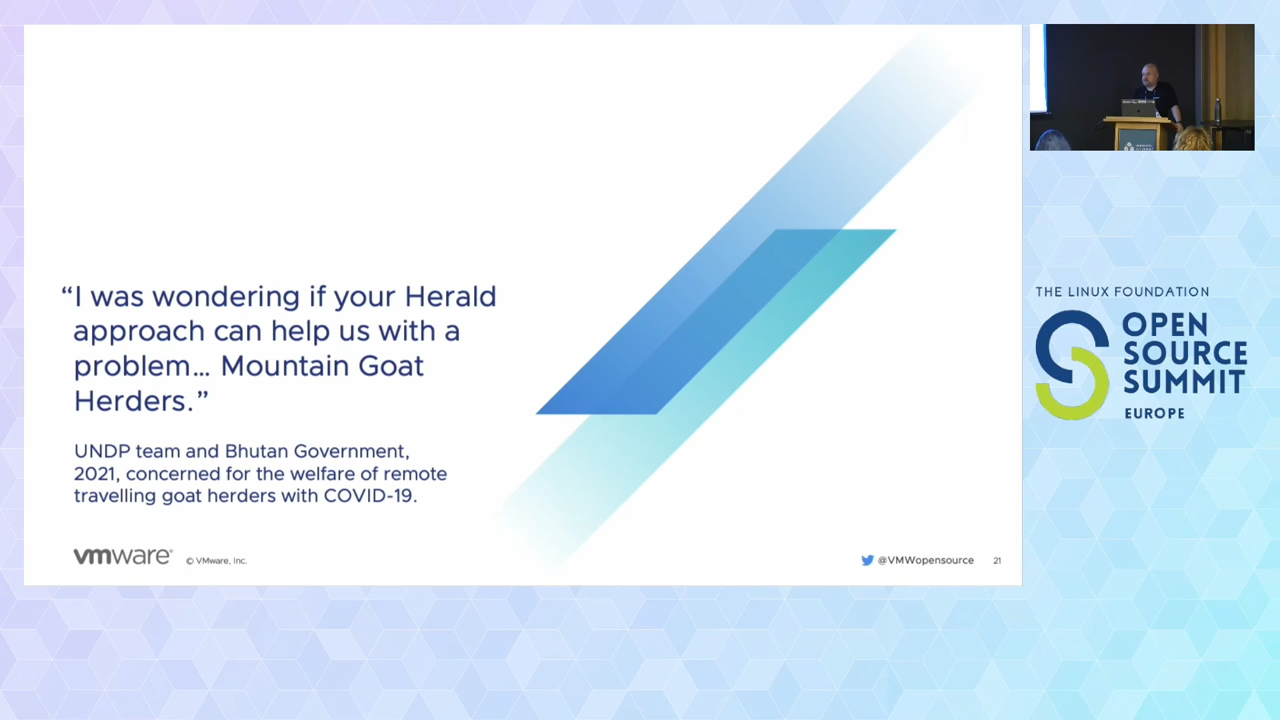 “I was wondering if your Herald
approach can help us with a
problem… Mountain Goat
Herders.”
UNDP team and Bhutan Government,
2021, concerned for the welfare of remote
travelling goat herders with COVID-19.
vmware®
© VMware, Inc.
@VMWopensource
21
THE LINUX FOUNDATION
OPEN
SOURCE
SUMMIT
EUROPE